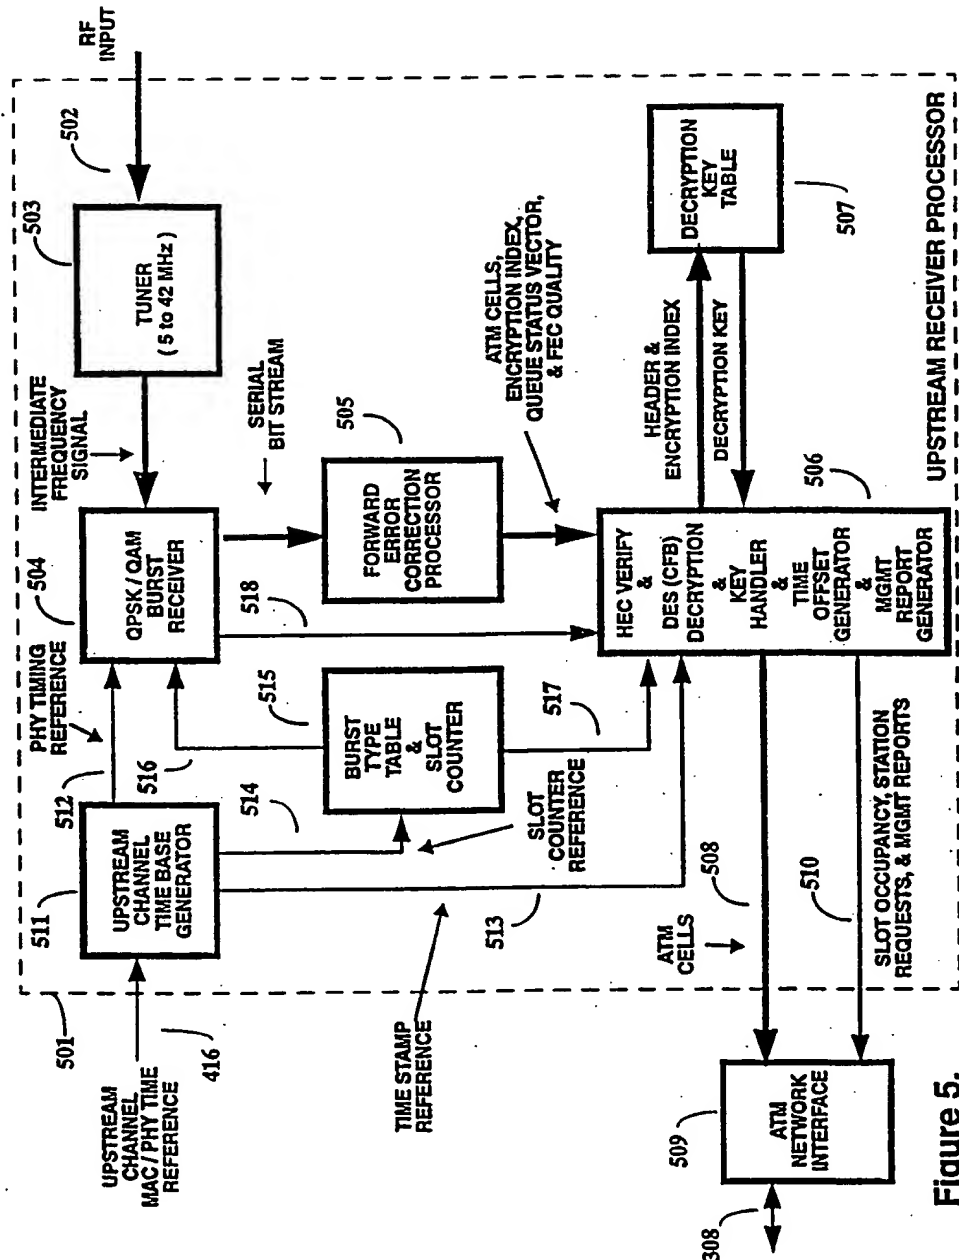 RF
INPUT
502
503
TUNER
( 5 to 42 MHz )
INTERMEDIATE
FREQUENCY
SIGNAL
504
QPSK / QAM
BURST
RECEIVER
SERIAL
BIT STREAM
505
FORWARD
ERROR
CORRECTION
PROCESSOR
ATM CELLS,
ENCRYPTION INDEX,
QUEUE STATUS VECTOR,
& FEC QUALITY
DECRYPTION
KEY
TABLE
507
HEADER &
ENCRYPTION INDEX
DECRYPTION KEY
506
HEC VERIFY
&
DES (CFB)
DECRYPTION
&
KEY
HANDLER
&
TIME
OFFSET
GENERATOR
&
MGMT
REPORT
GENERATOR
UPSTREAM RECEIVER PROCESSOR
518
PHY TIMING
REFERENCE
512
516
515
BURST
TYPE
TABLE
&
SLOT
COUNTER
517
514
SLOT
COUNTER
REFERENCE
511
UPSTREAM
CHANNEL
TIME BASE
GENERATOR
513
508
ATM
CELLS
510
SLOT OCCUPANCY, STATION
REQUESTS, & MGMT REPORTS
501
416
UPSTREAM
CHANNEL
MAC / PHY TIME
REFERENCE
TIME STAMP
REFERENCE
509
ATM
NETWORK
INTERFACE
308
Figure 5.